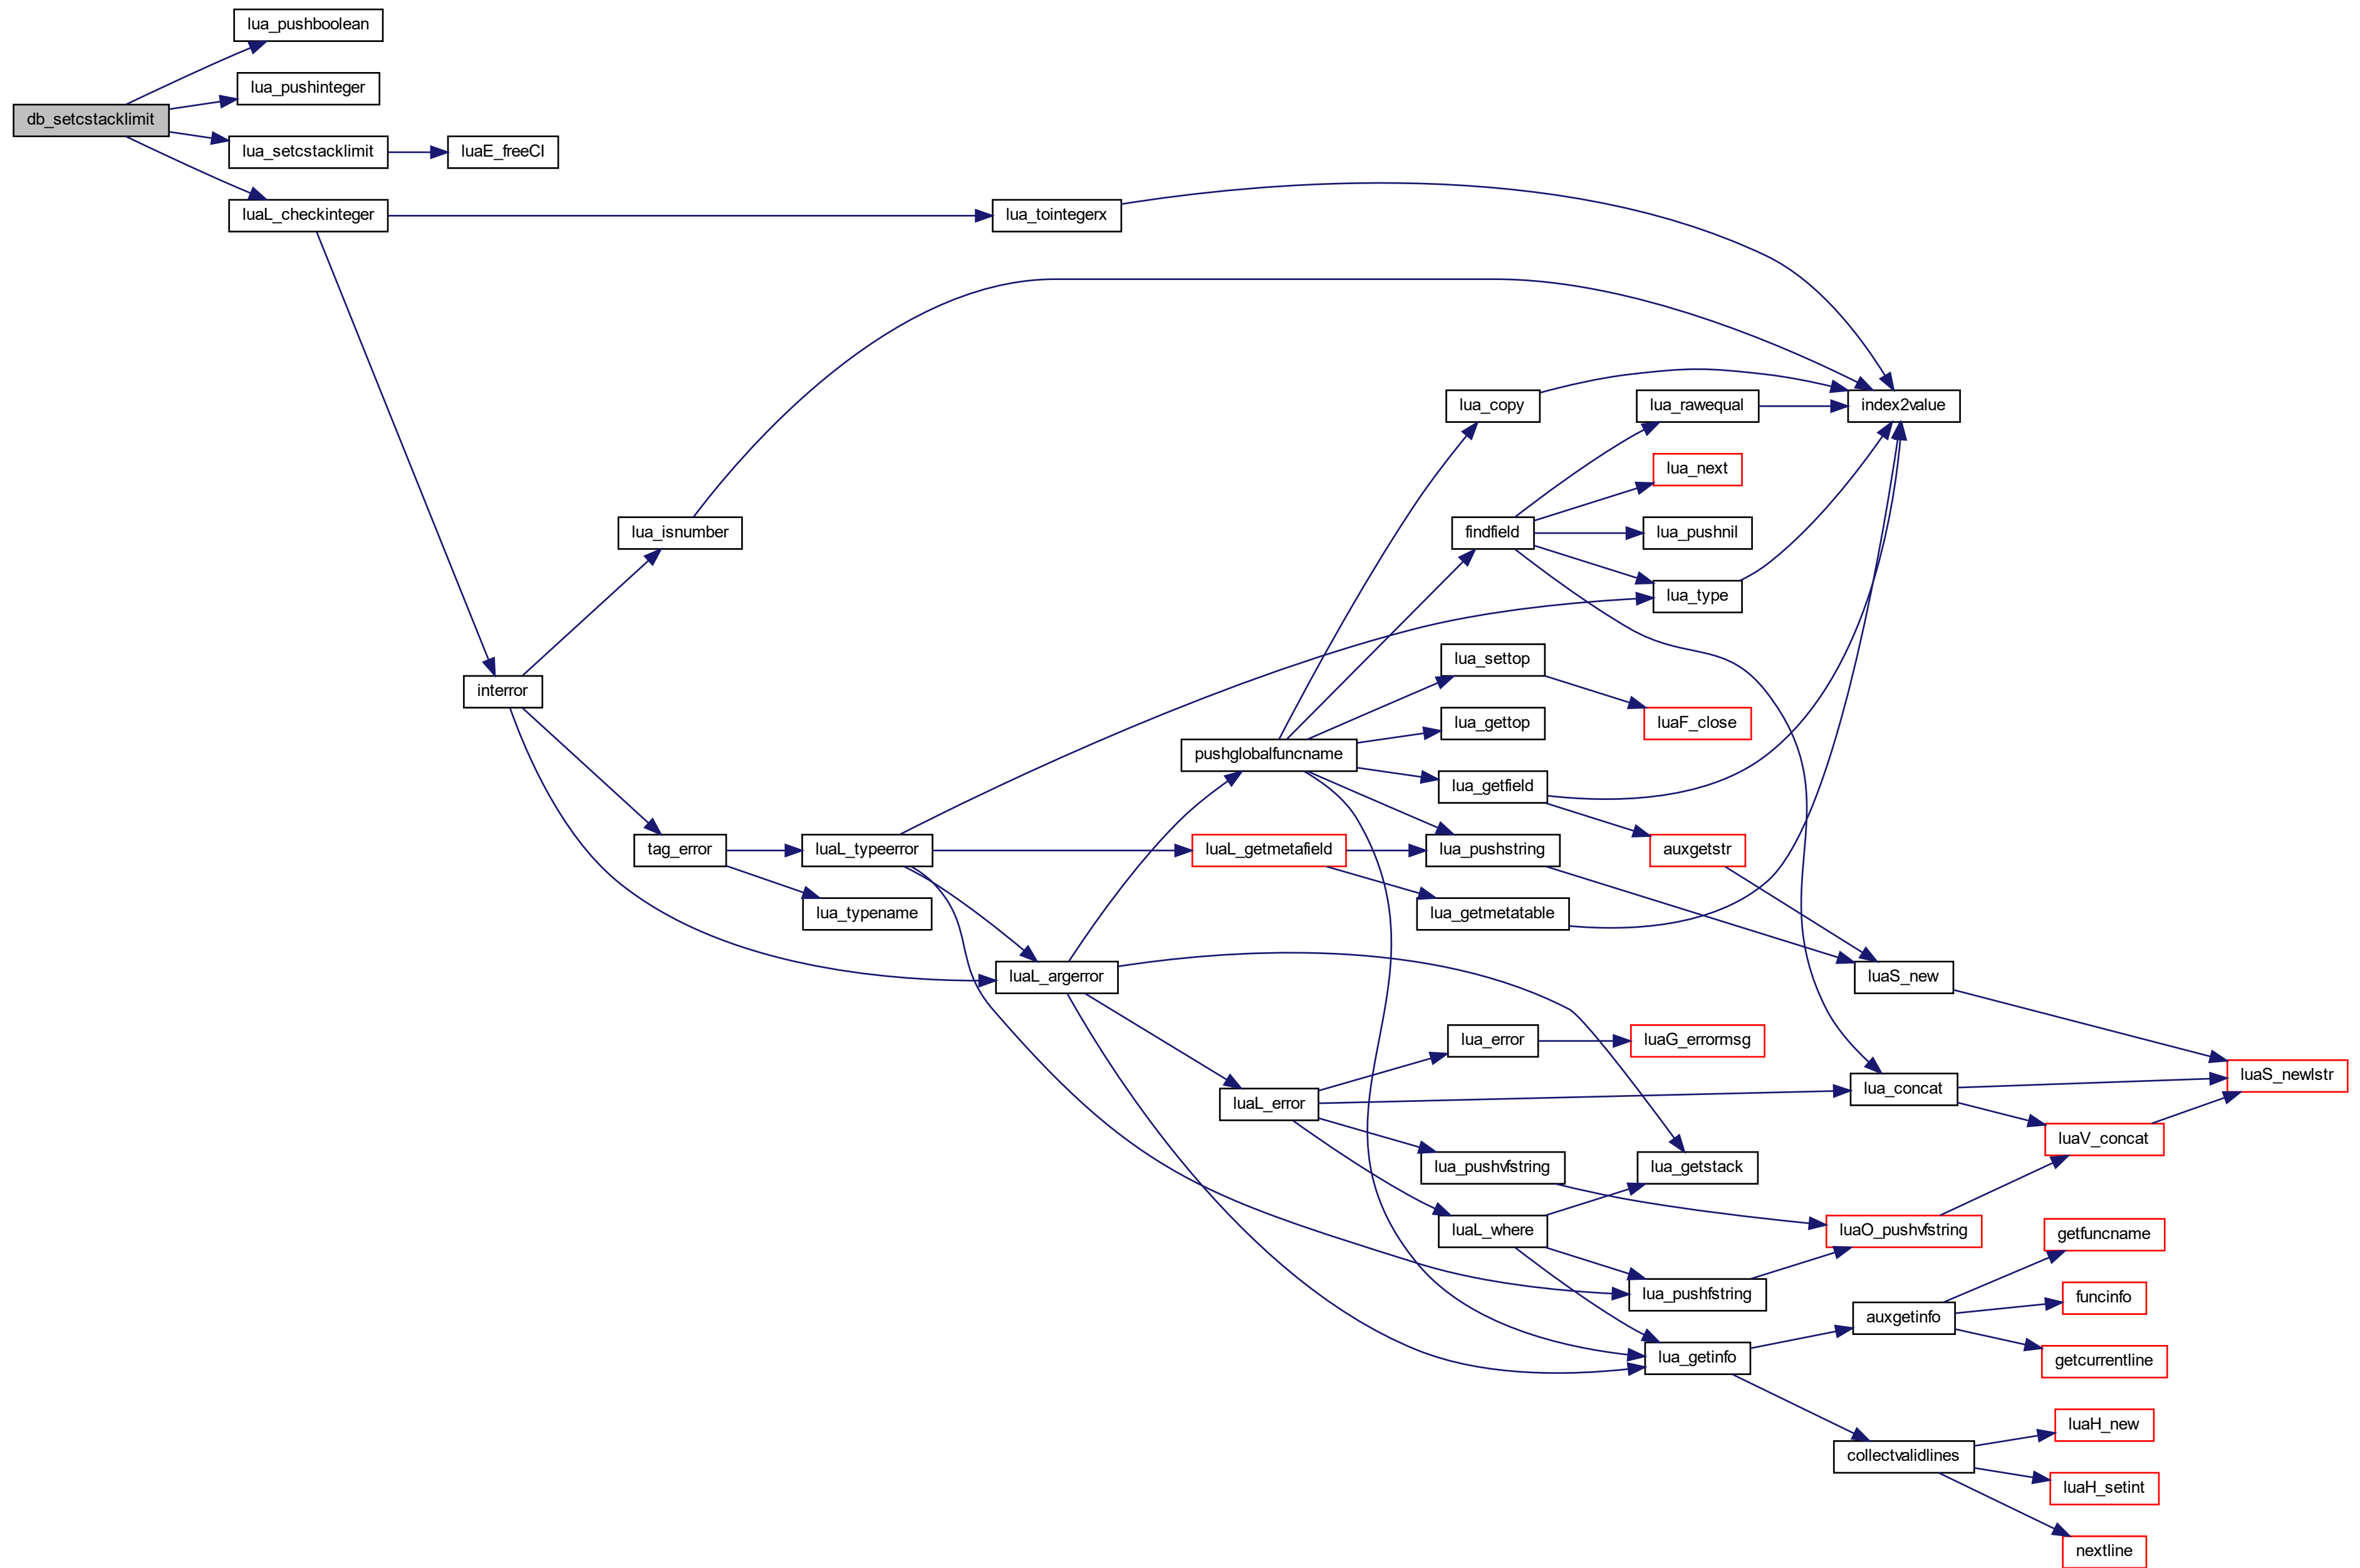 lua_pushboolean
lua_pushinteger
db_setcstacklimit
lua_setcstacklimit
luaE_freeCI
luaL_checkinteger
lua_tointegerx
lua_copy
lua_rawequal
index2value
lua_next
lua_isnumber
findfield
lua_pushnil
lua_type
lua_settop
interror
lua_gettop
luaF_close
pushglobalfuncname
lua_getfield
tag_error
luaL_typeerror
luaL_getmetafield
lua_pushstring
auxgetstr
lua_typename
lua_getmetatable
luaL_argerror
luaS_new
lua_error
luaG_errormsg
luaS_newlstr
luaL_error
lua_concat
luaV_concat
lua_pushvfstring
lua_getstack
luaL_where
luaO_pushvfstring
getfuncname
lua_pushfstring
funcinfo
auxgetinfo
lua_getinfo
getcurrentline
luaH_new
collectvalidlines
luaH_setint
nextline